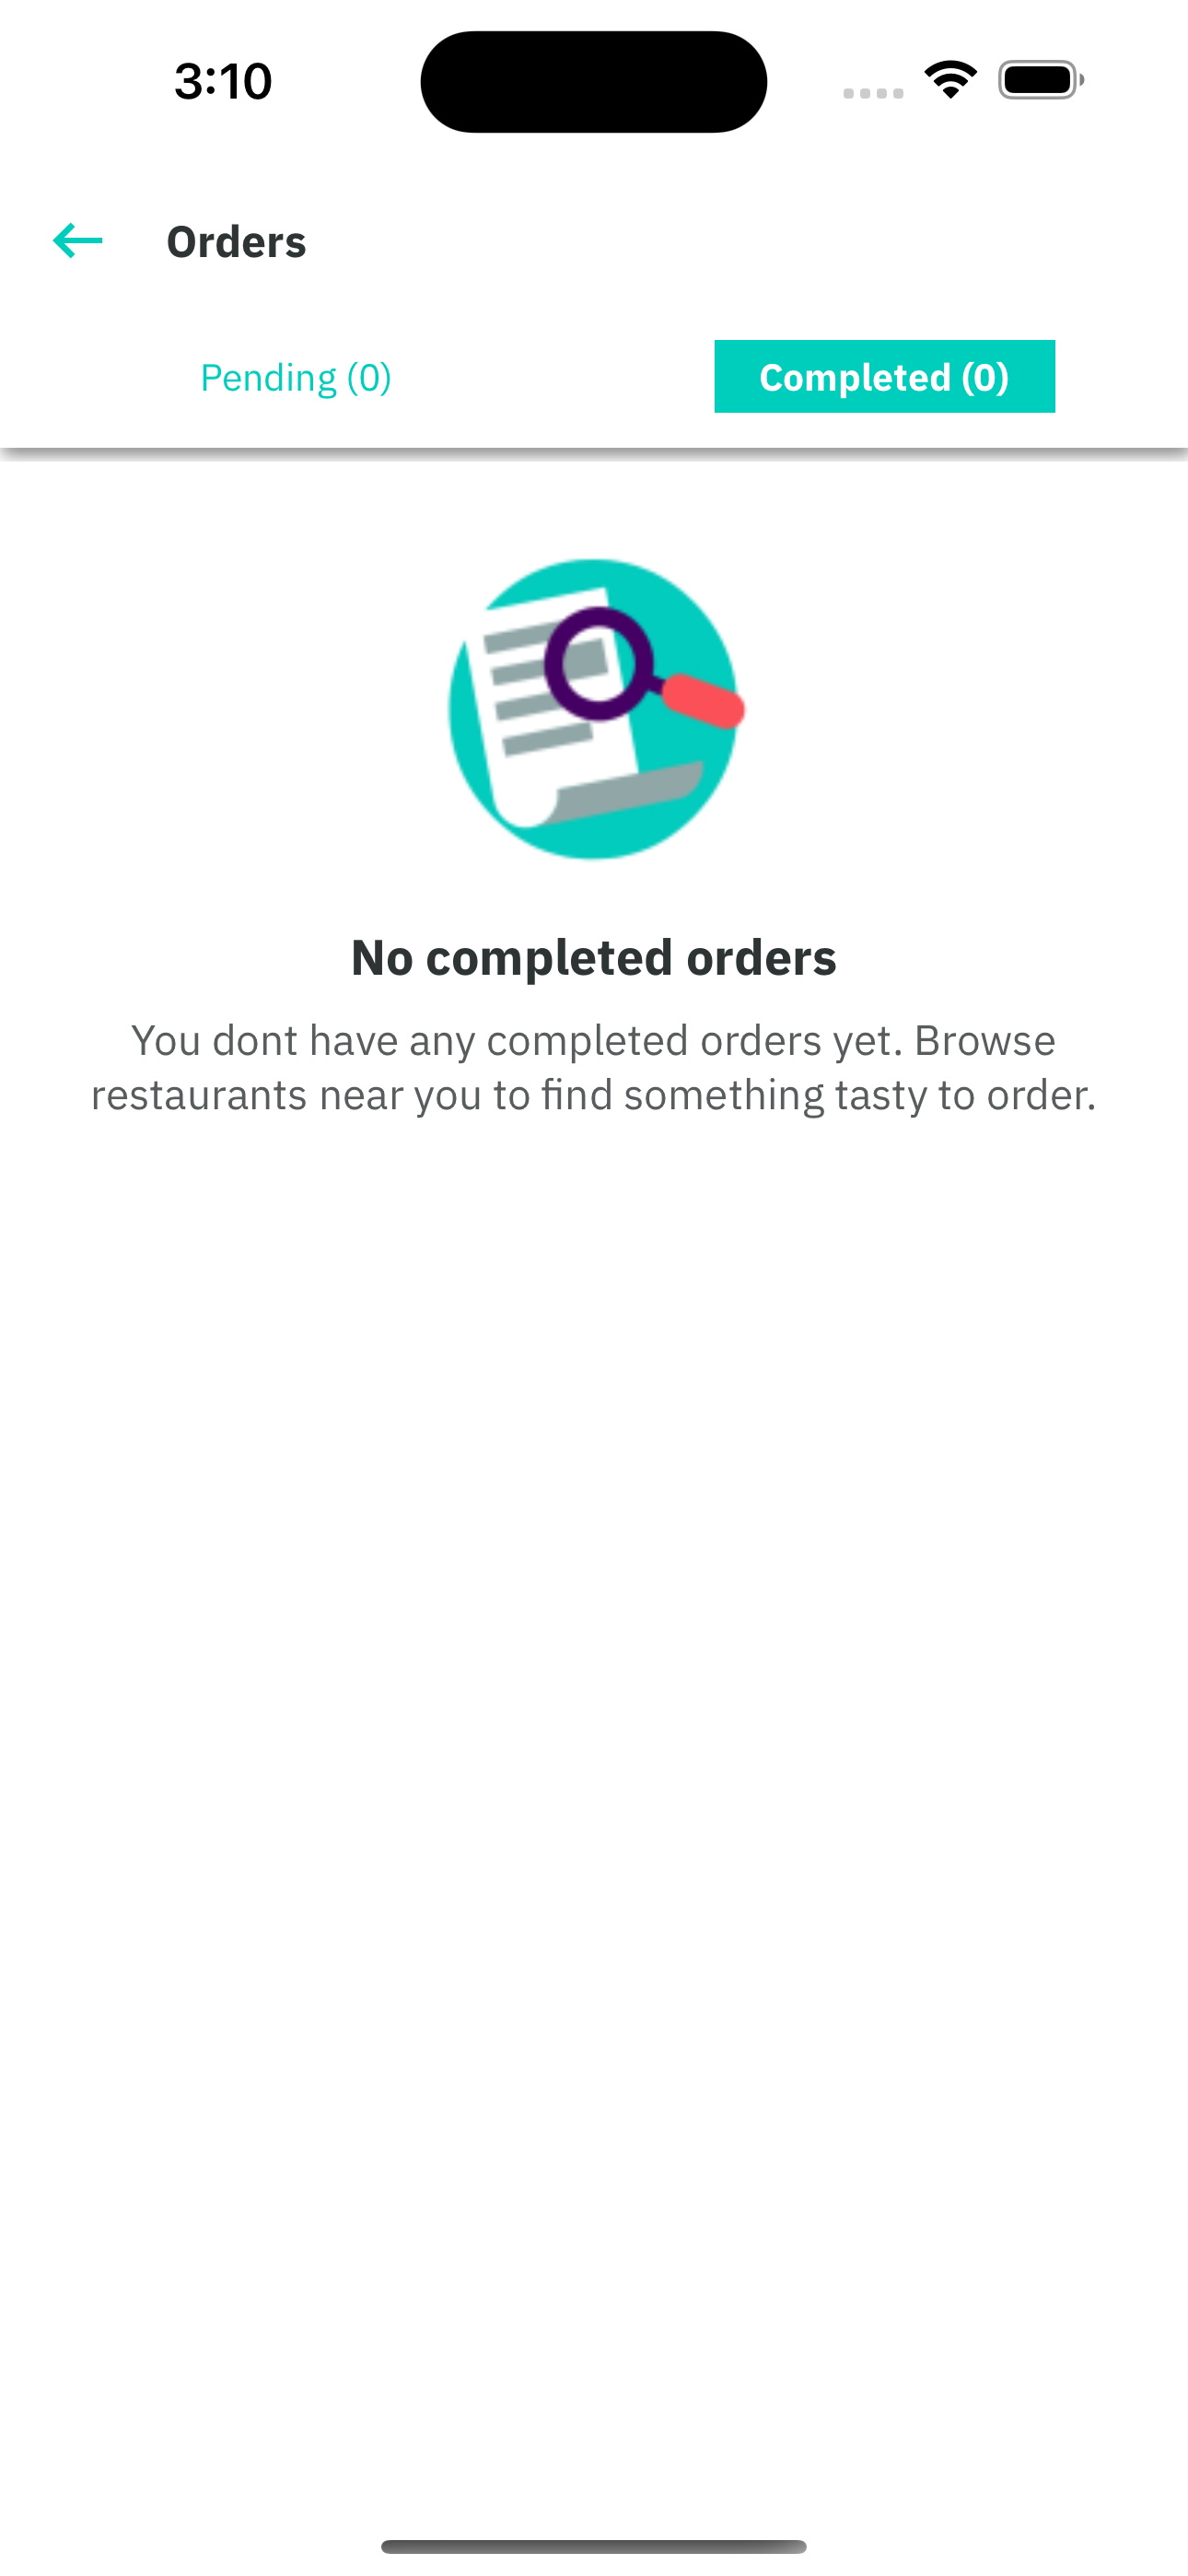 3:10
Orders
Pending (0)
Completed (0)
No completed orders
You dont have any completed orders yet. Browse
restaurants near you to find something tasty to order.